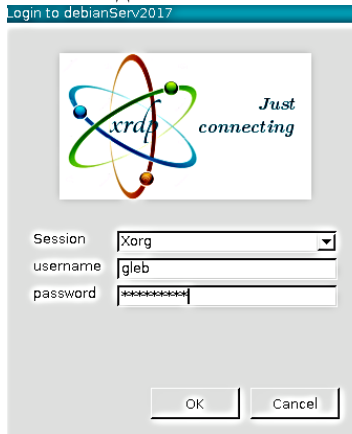 Login to debianServ2017
xrdp
Just
connecting
Session
Xorg
username
gleb
password
*********
OK
Cancel